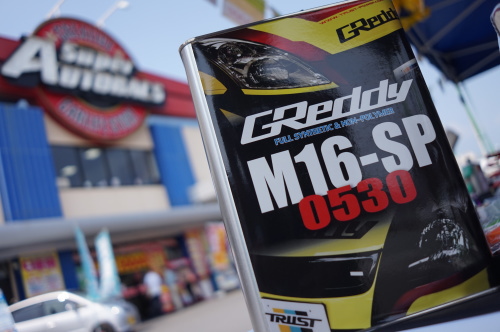 Super
AUTOBACS
GReddy
GReddy
FULL SYNTHETIC & NON-POLYMER
M16-SP
0530
TRUST